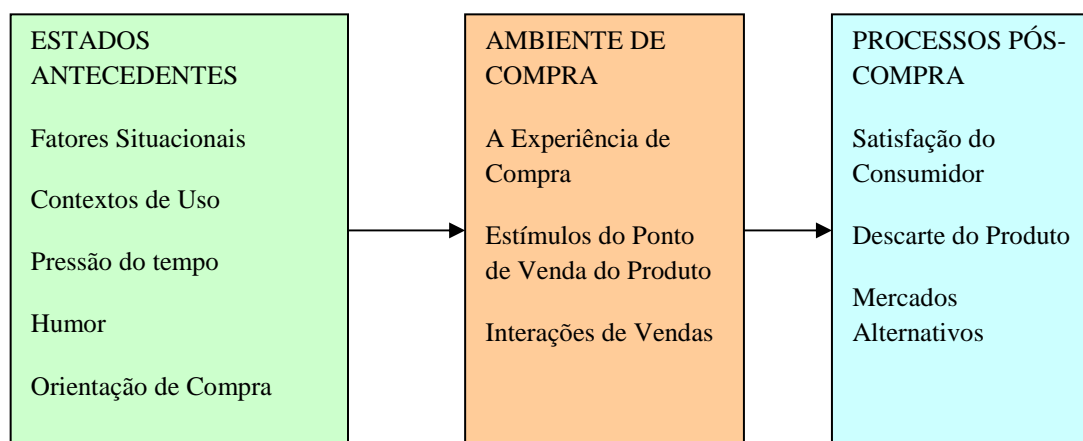 ESTADOS
ANTECEDENTES
Fatores Situacionais
Contextos de Uso
Pressão do tempo
Humor
Orientação de Compra
AMBIENTE DE
COMPRA
A Experiência de
Compra
Estímulos do Ponto
de Venda do Produto
Interações de Vendas
PROCESSOS PÓS-
COMPRA
Satisfação do
Consumidor
Descarte do Produto
Mercados
Alternativos